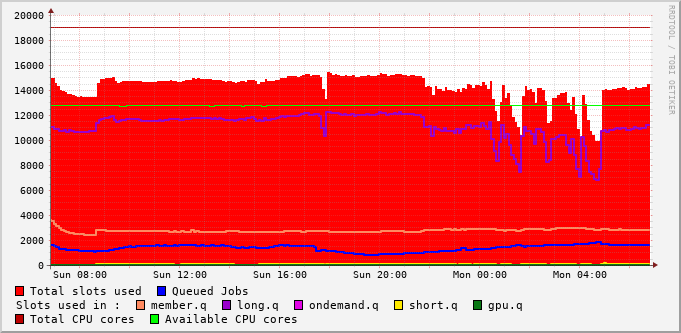 20000
18000
16000
14000
12000
10000
8000
6000
4000
2000
0
Sun 08:00 Sun 12:00 Sun 16:00 Sun 20:00 Mon 00:00 Mon 04:00
Total slots used Queued Jobs
Slots used in : member.q long.q ondemand.q short.q gpu.q
Total CPU cores Available CPU cores
RRDTOOL / TOBI OETIKER